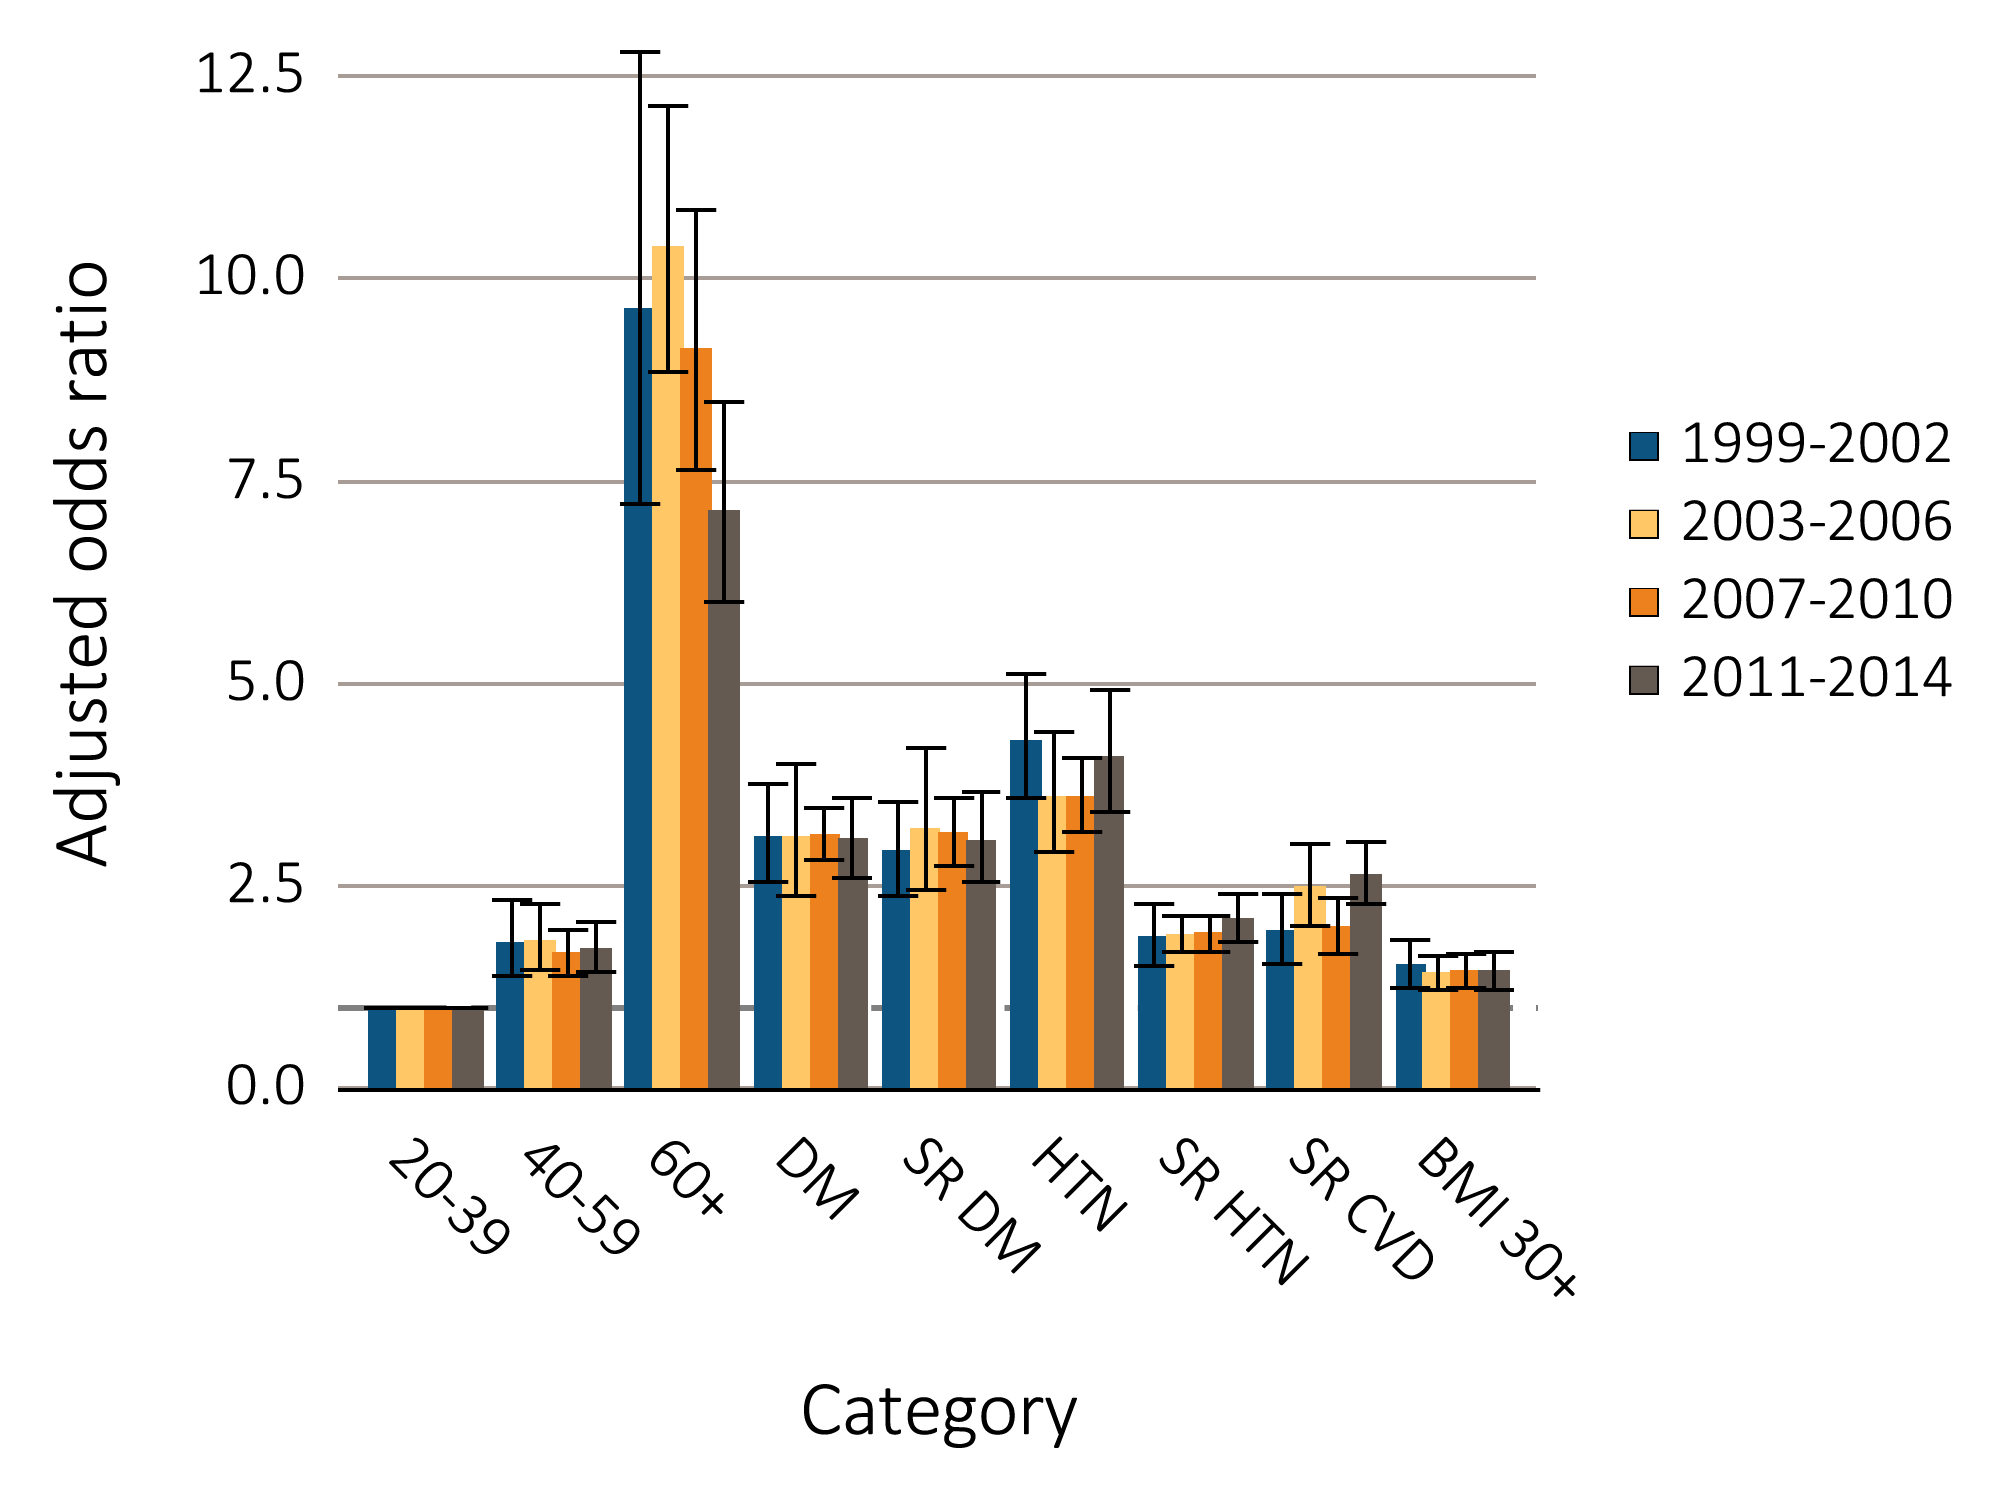 Adjusted odds ratio
12.5
10.0
7.5
5.0
2.5
0.0
20-39
40-59
60+
DM
SR DM
HTN
SR HTN
SR CVD
BMI 30+
Category
1999-2002
2003-2006
2007-2010
2011-2014